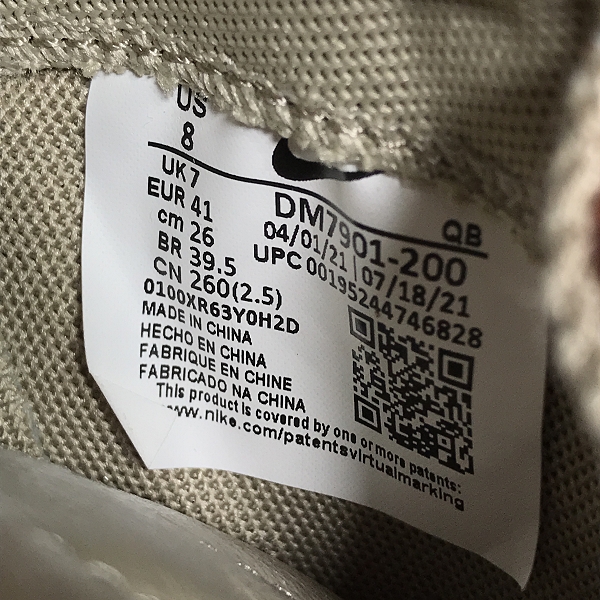 US
8
UK 7
EUR 41
cm 26
BR 39.5
CN 260(2.5)
DM7901-200 QB
04/01/21 | 07/18/21
UPC 00195244746828
0100XR63Y0H2D
MADE IN CHINA
HECHO EN CHINA
FABRIQUE EN CHINE
FABRICADO NA CHINA
This product is covered by one or more patents:
www.nike.com/patentsvirtualmarking